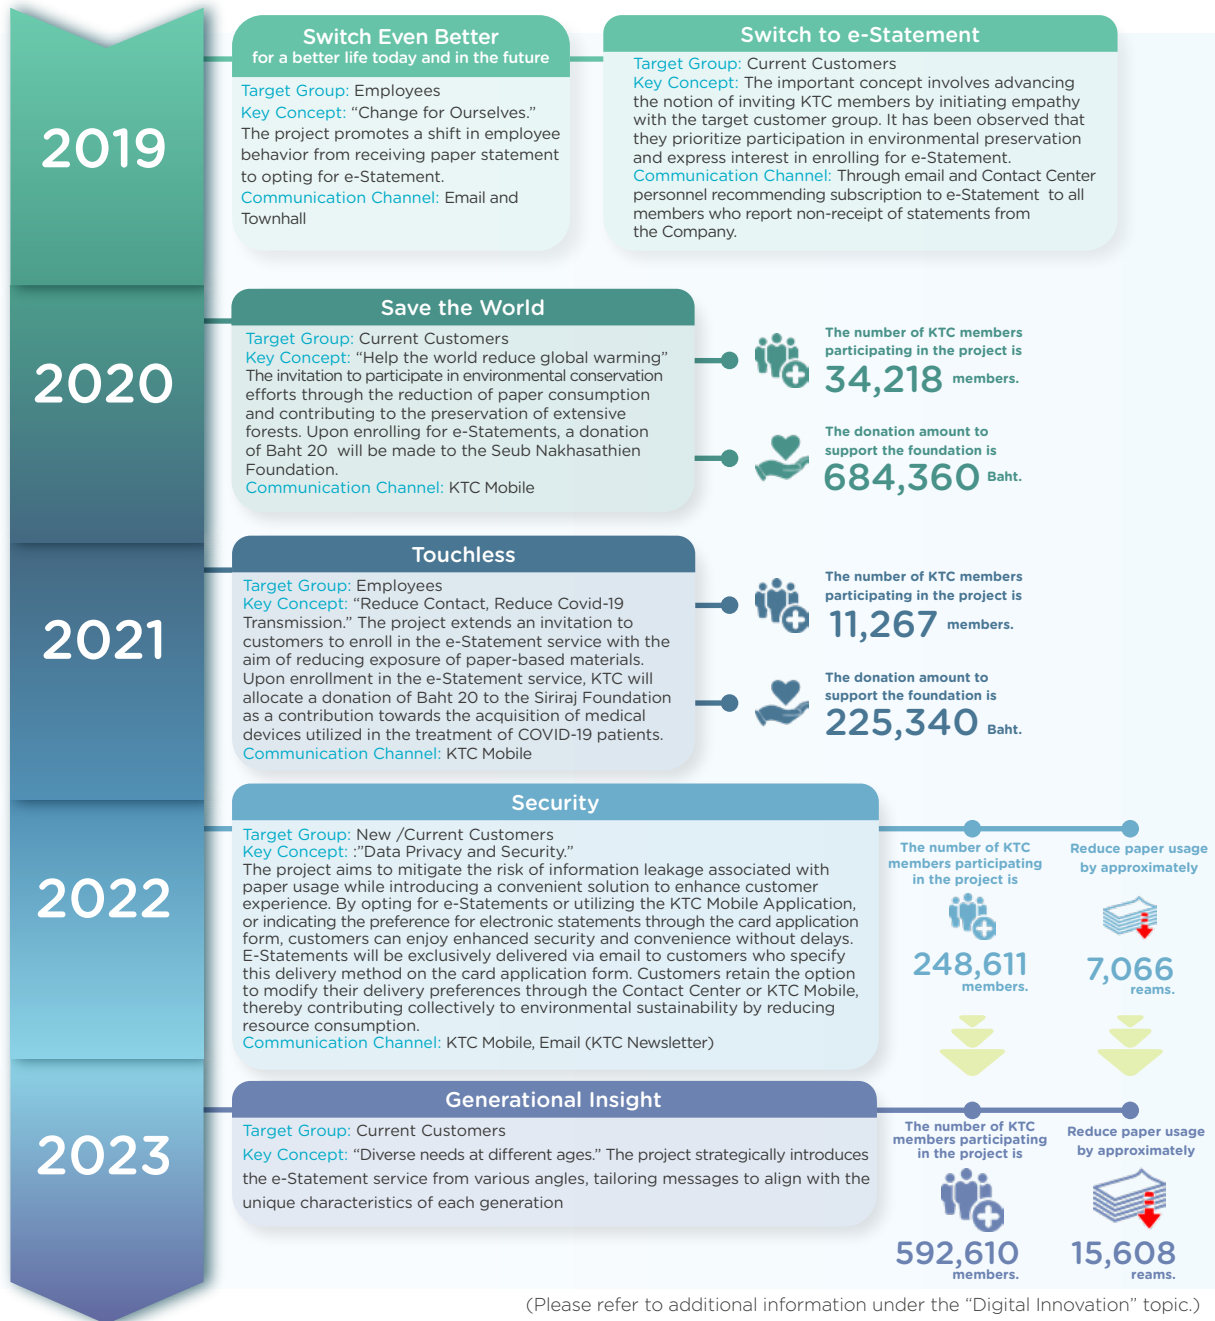 2019
Switch Even Better
for a better life today and in the future
Target Group: Employees
Key Concept: “Change for Ourselves.”
The project promotes a shift in employee
behavior from receiving paper statement
to opting for e-Statement.
Communication Channel: Email and
Townhall
Switch to e-Statement
Target Group: Current Customers
Key Concept: The important concept involves advancing
the notion of inviting KTC members by initiating empathy
with the target customer group. It has been observed that
they prioritize participation in environmental preservation
and express interest in enrolling for e-Statement.
Communication Channel: Through email and Contact Center
personnel recommending subscription to e-Statement to all
members who report non-receipt of statements from
the Company.
2020
Save the World
Target Group: Current Customers
Key Concept: “Help the world reduce global warming”
The invitation to participate in environmental conservation
efforts through the reduction of paper consumption
and contributing to the preservation of extensive
forests. Upon enrolling for e-Statements, a donation
of Baht 20 will be made to the Seub Nakhasathien
Foundation.
Communication Channel: KTC Mobile
The number of KTC members
participating in the project is
34,218 members.
The donation amount to
support the foundation is
684,360 Baht.
2021
Touchless
Target Group: Employees
Key Concept: “Reduce Contact, Reduce Covid-19
Transmission.” The project extends an invitation to
customers to enroll in the e-Statement service with the
aim of reducing exposure of paper-based materials.
Upon enrollment in the e-Statement service, KTC will
allocate a donation of Baht 20 to the Siriraj Foundation
as a contribution towards the acquisition of medical
devices utilized in the treatment of COVID-19 patients.
Communication Channel: KTC Mobile
The number of KTC members
participating in the project is
11,267 members.
The donation amount to
support the foundation is
225,340 Baht.
2022
Security
Target Group: New /Current Customers
Key Concept: :”Data Privacy and Security.”
The project aims to mitigate the risk of information leakage associated with
paper usage while introducing a convenient solution to enhance customer
experience. By opting for e-Statements or utilizing the KTC Mobile Application,
or indicating the preference for electronic statements through the card application
form, customers can enjoy enhanced security and convenience without delays.
E-Statements will be exclusively delivered via email to customers who specify
this delivery method on the card application form. Customers retain the option
to modify their delivery preferences through the Contact Center or KTC Mobile,
thereby contributing collectively to environmental sustainability by reducing
resource consumption.
Communication Channel: KTC Mobile, Email (KTC Newsletter)
The number of KTC
members participating
in the project is
248,611
members.
Reduce paper usage
by approximately
7,066
reams.
2023
Generational Insight
Target Group: Current Customers
Key Concept: “Diverse needs at different ages.” The project strategically introduces
the e-Statement service from various angles, tailoring messages to align with the
unique characteristics of each generation
The number of KTC
members participating
in the project is
592,610
members.
Reduce paper usage
by approximately
15,608
reams.
(Please refer to additional information under the “Digital Innovation” topic.)